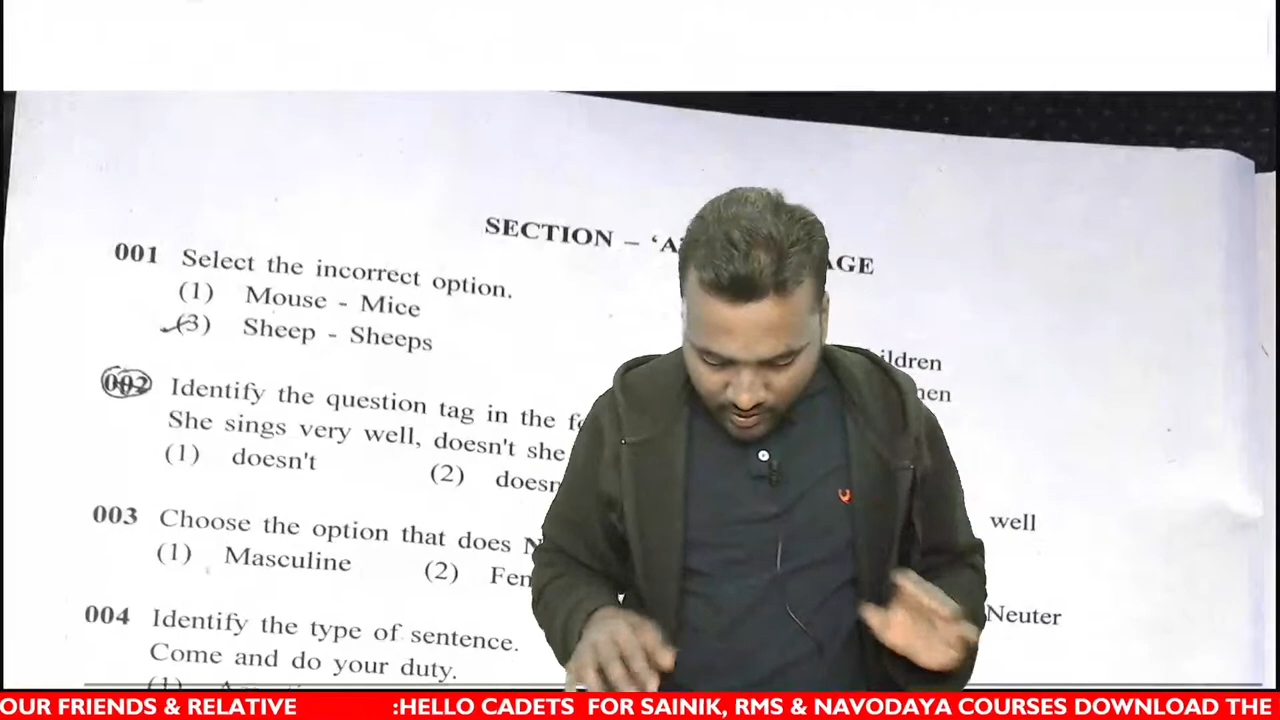 SECTION – ‘A AGE
001 Select the incorrect option.
(1) Mouse - Mice
ildren
(3) Sheep - Sheeps
nen
002 Identify the question tag in the f
She sings very well, doesn't she
(1) doesn't (2) doesn
well
003 Choose the option that does N
(1) Masculine (2) Fem
Neuter
004 Identify the type of sentence.
Come and do your duty.
(1)
OUR FRIENDS & RELATIVE :HELLO CADETS FOR SAINIK, RMS & NAVODAYA COURSES DOWNLOAD THE